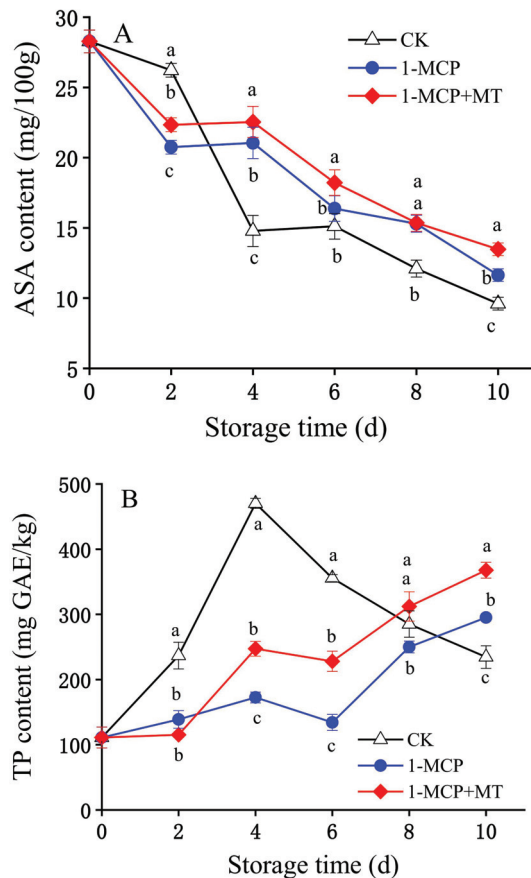 A
CK
1-MCP
1-MCP+MT
ASA content (mg/100g)
30
25
20
15
10
5
a
b
c
a
b
c
a
b
b
a
a
b
a
b
c
0
2
4
6
8
10
Storage time (d)
B
TP content (mg GAE/kg)
500
400
300
200
100
0
a
b
b
a
b
c
a
b
c
a
a
b
a
b
c
CK
1-MCP
1-MCP+MT
0
2
4
6
8
10
Storage time (d)